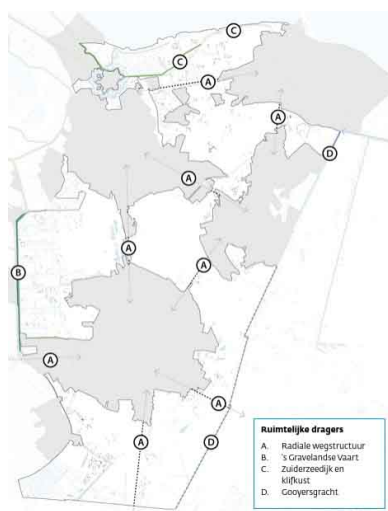 C
C
A
A
D
A
A
A
B
A
A
A
D
Ruimtelijke dragers
A. Radiale wegstructuur
B. 's Gravelandse Vaart
C. Zuiderzeedijk en
klifkust
D. Gooyersgracht